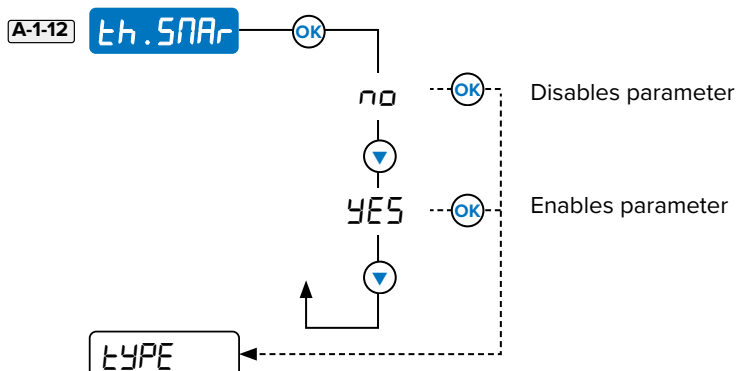 A-1-12 th.SMAr OK
no OK Disables parameter
YES OK Enables parameter
tYPE